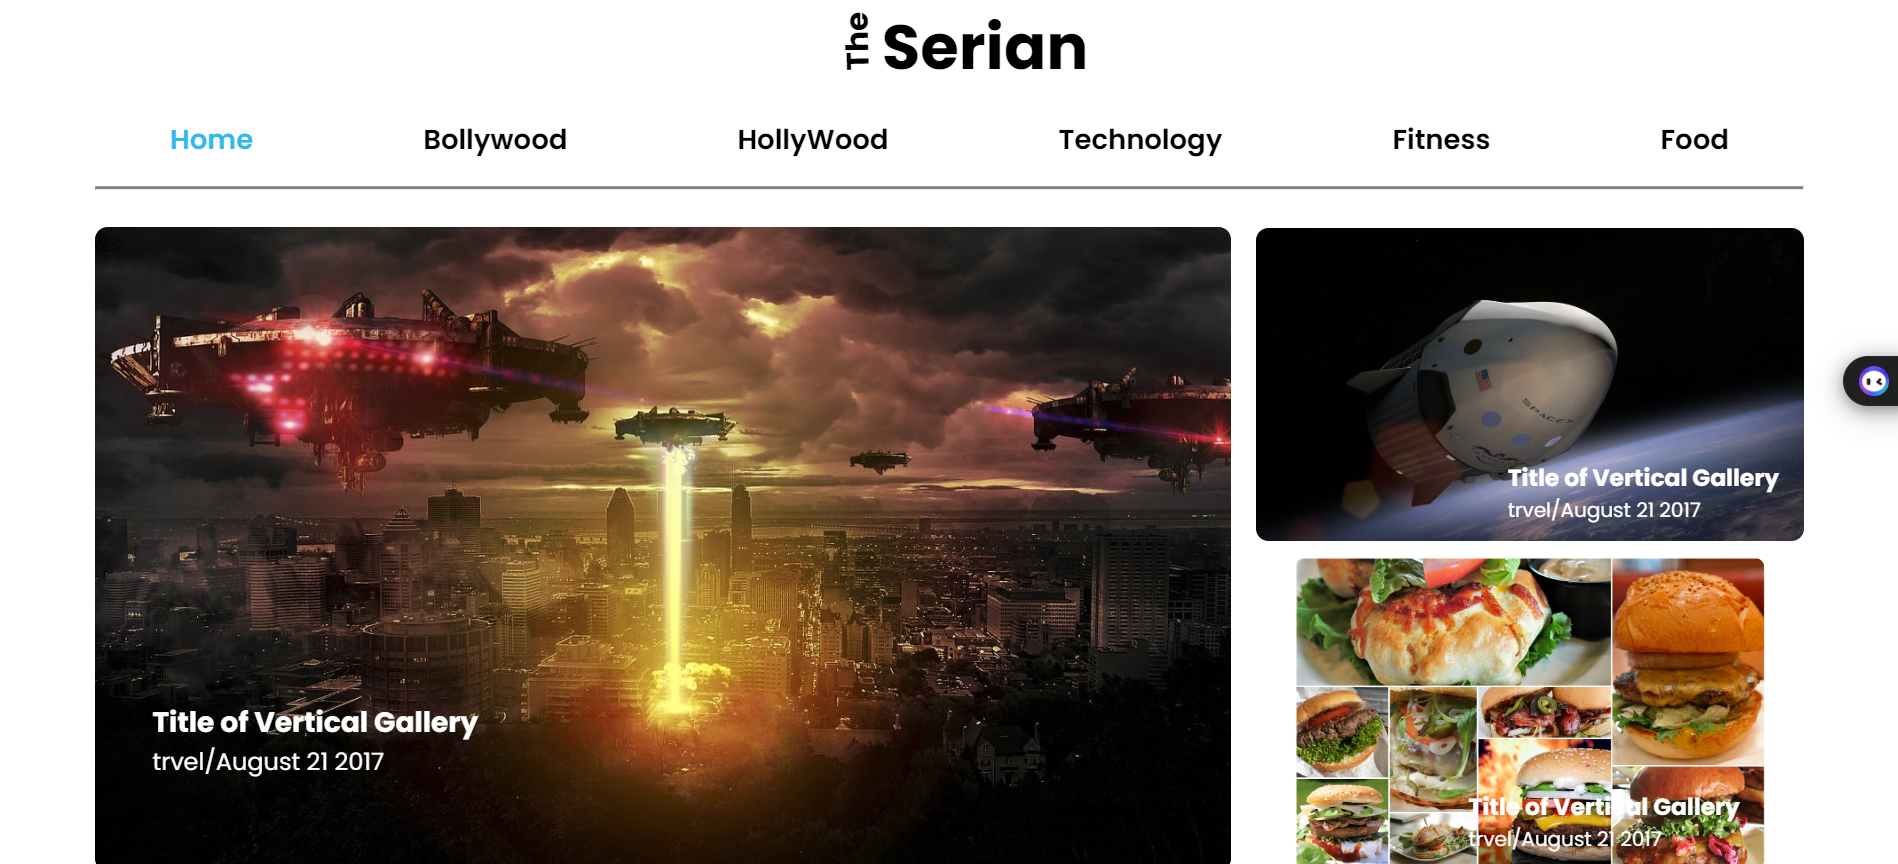 The Serian
Home Bollywood HollyWood Technology Fitness Food
Title of Vertical Gallery
trvel/August 21 2017
SPACEX
Title of Vertical Gallery
trvel/August 21 2017
Title of Vertical Gallery
trvel/August 21 2017